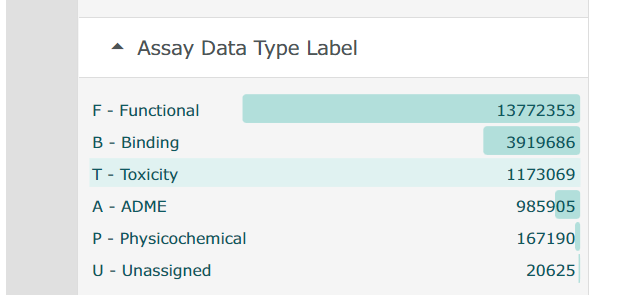 Assay Data Type Label
F - Functional 13772353
B - Binding 3919686
T - Toxicity 1173069
A - ADME 985905
P - Physicochemical 167190
U - Unassigned 20625